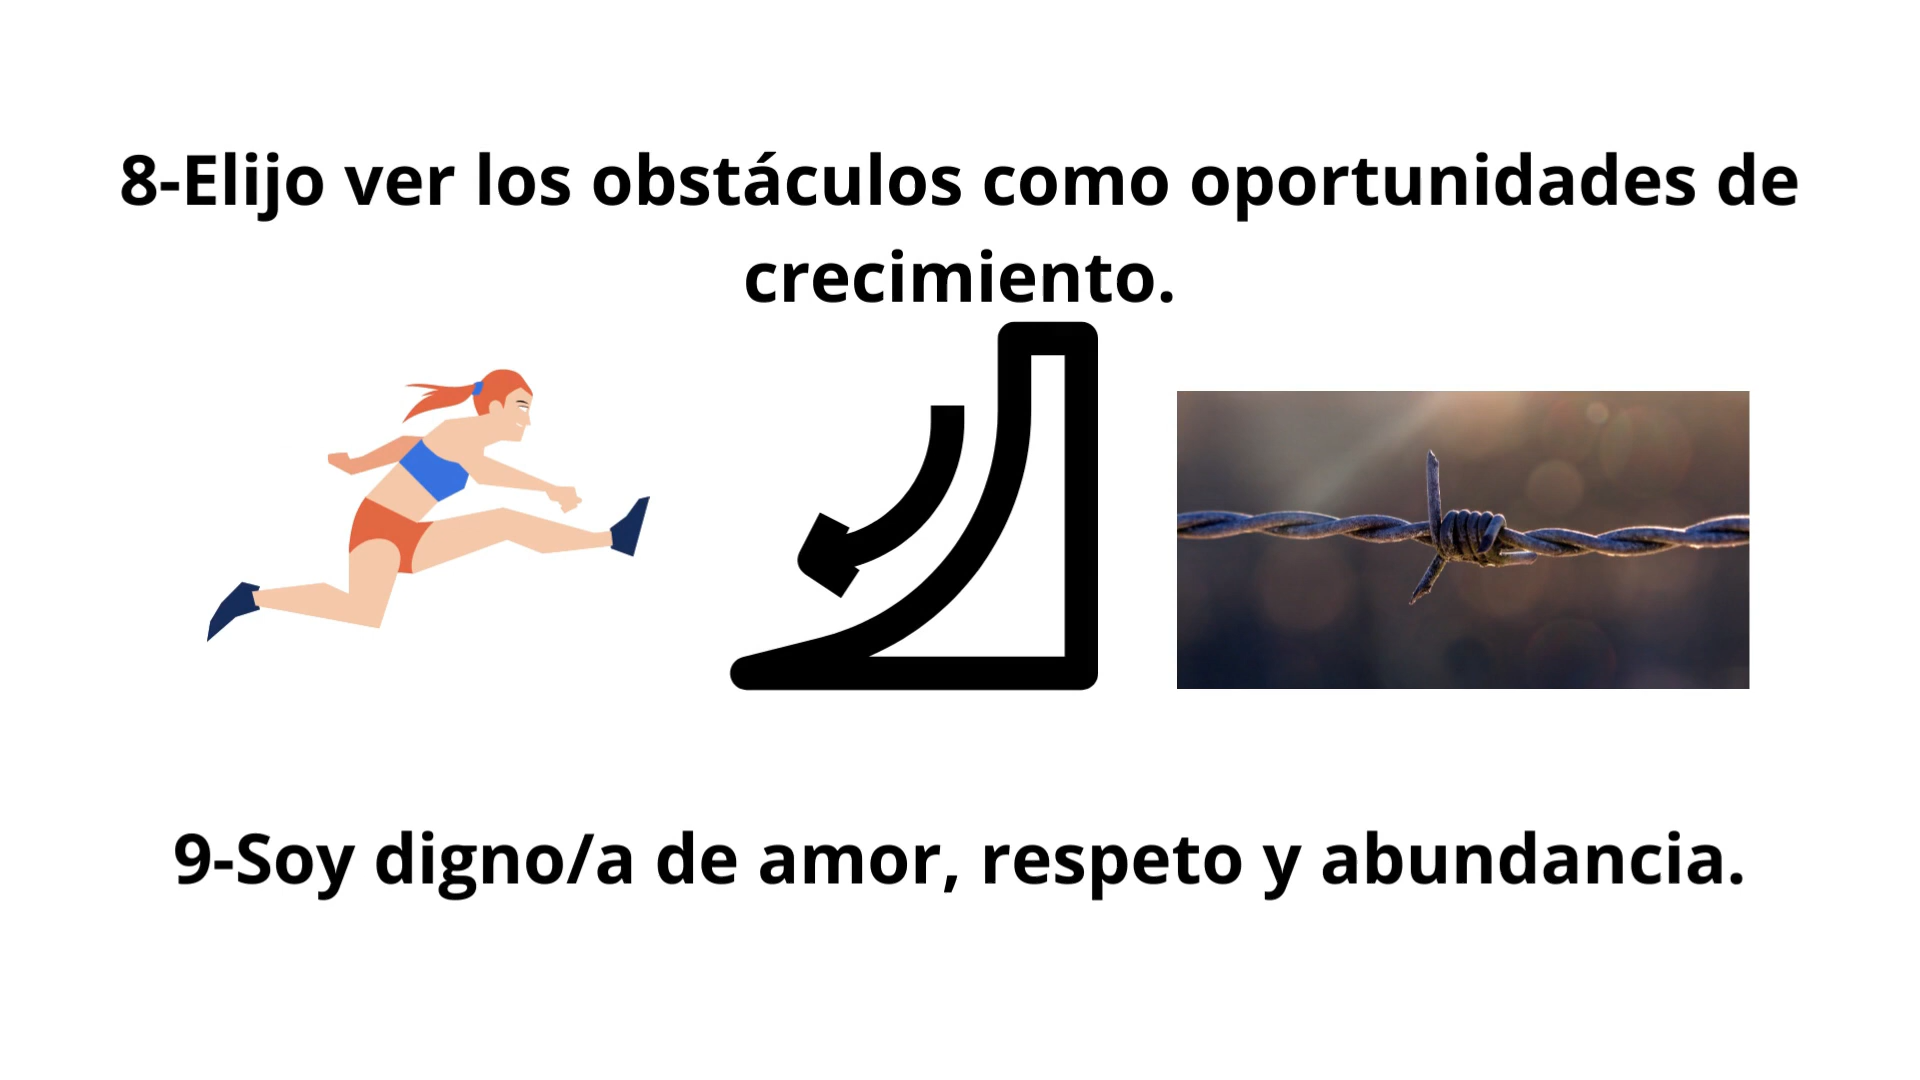 8-Elijo ver los obstáculos como oportunidades de
crecimiento.
9-Soy digno/a de amor, respeto y abundancia.